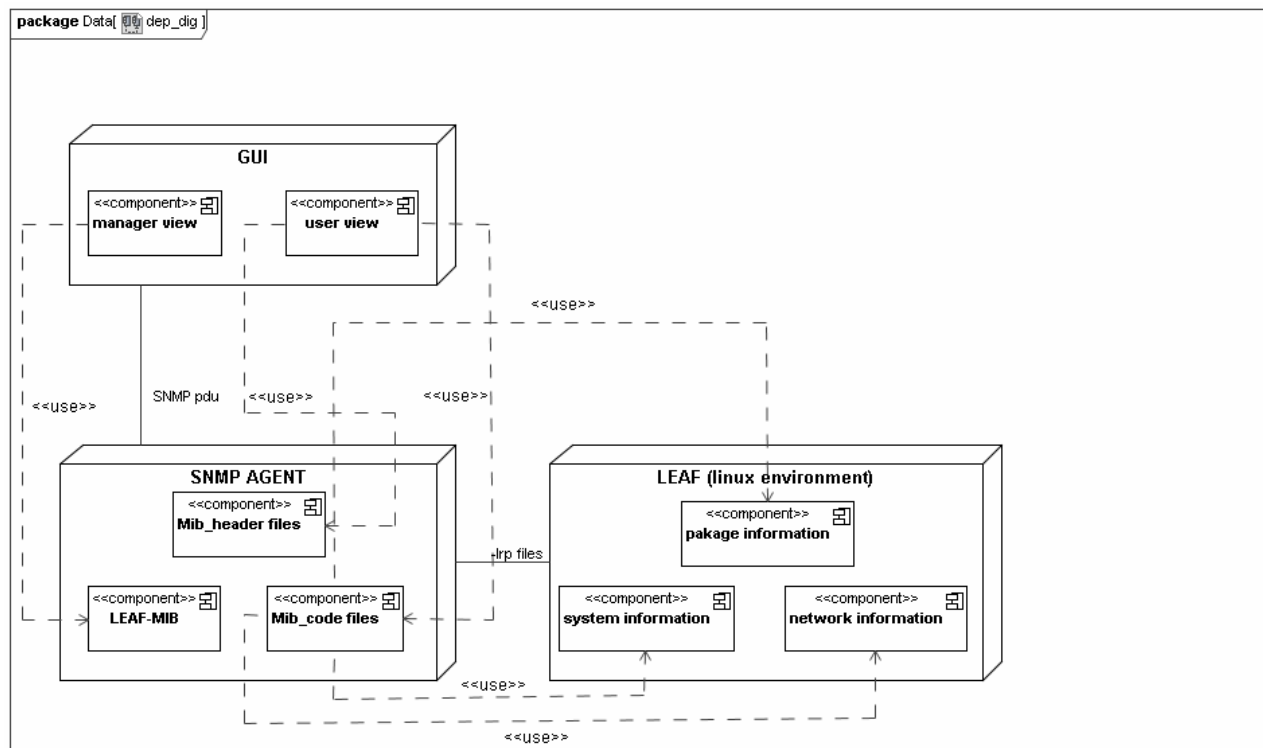 package Data[ dep_dig ]
GUI
<<component>>
manager view
<<component>>
user view
<<use>>
<<use>>
SNMP pdu
<<use>>
<<use>>
SNMP AGENT
<<component>>
Mib_header files
<<component>>
LEAF-MIB
<<component>>
Mib_code files
-lrp files
LEAF (linux environment)
<<component>>
pakage information
<<component>>
system information
<<component>>
network information
<<use>>
<<use>>